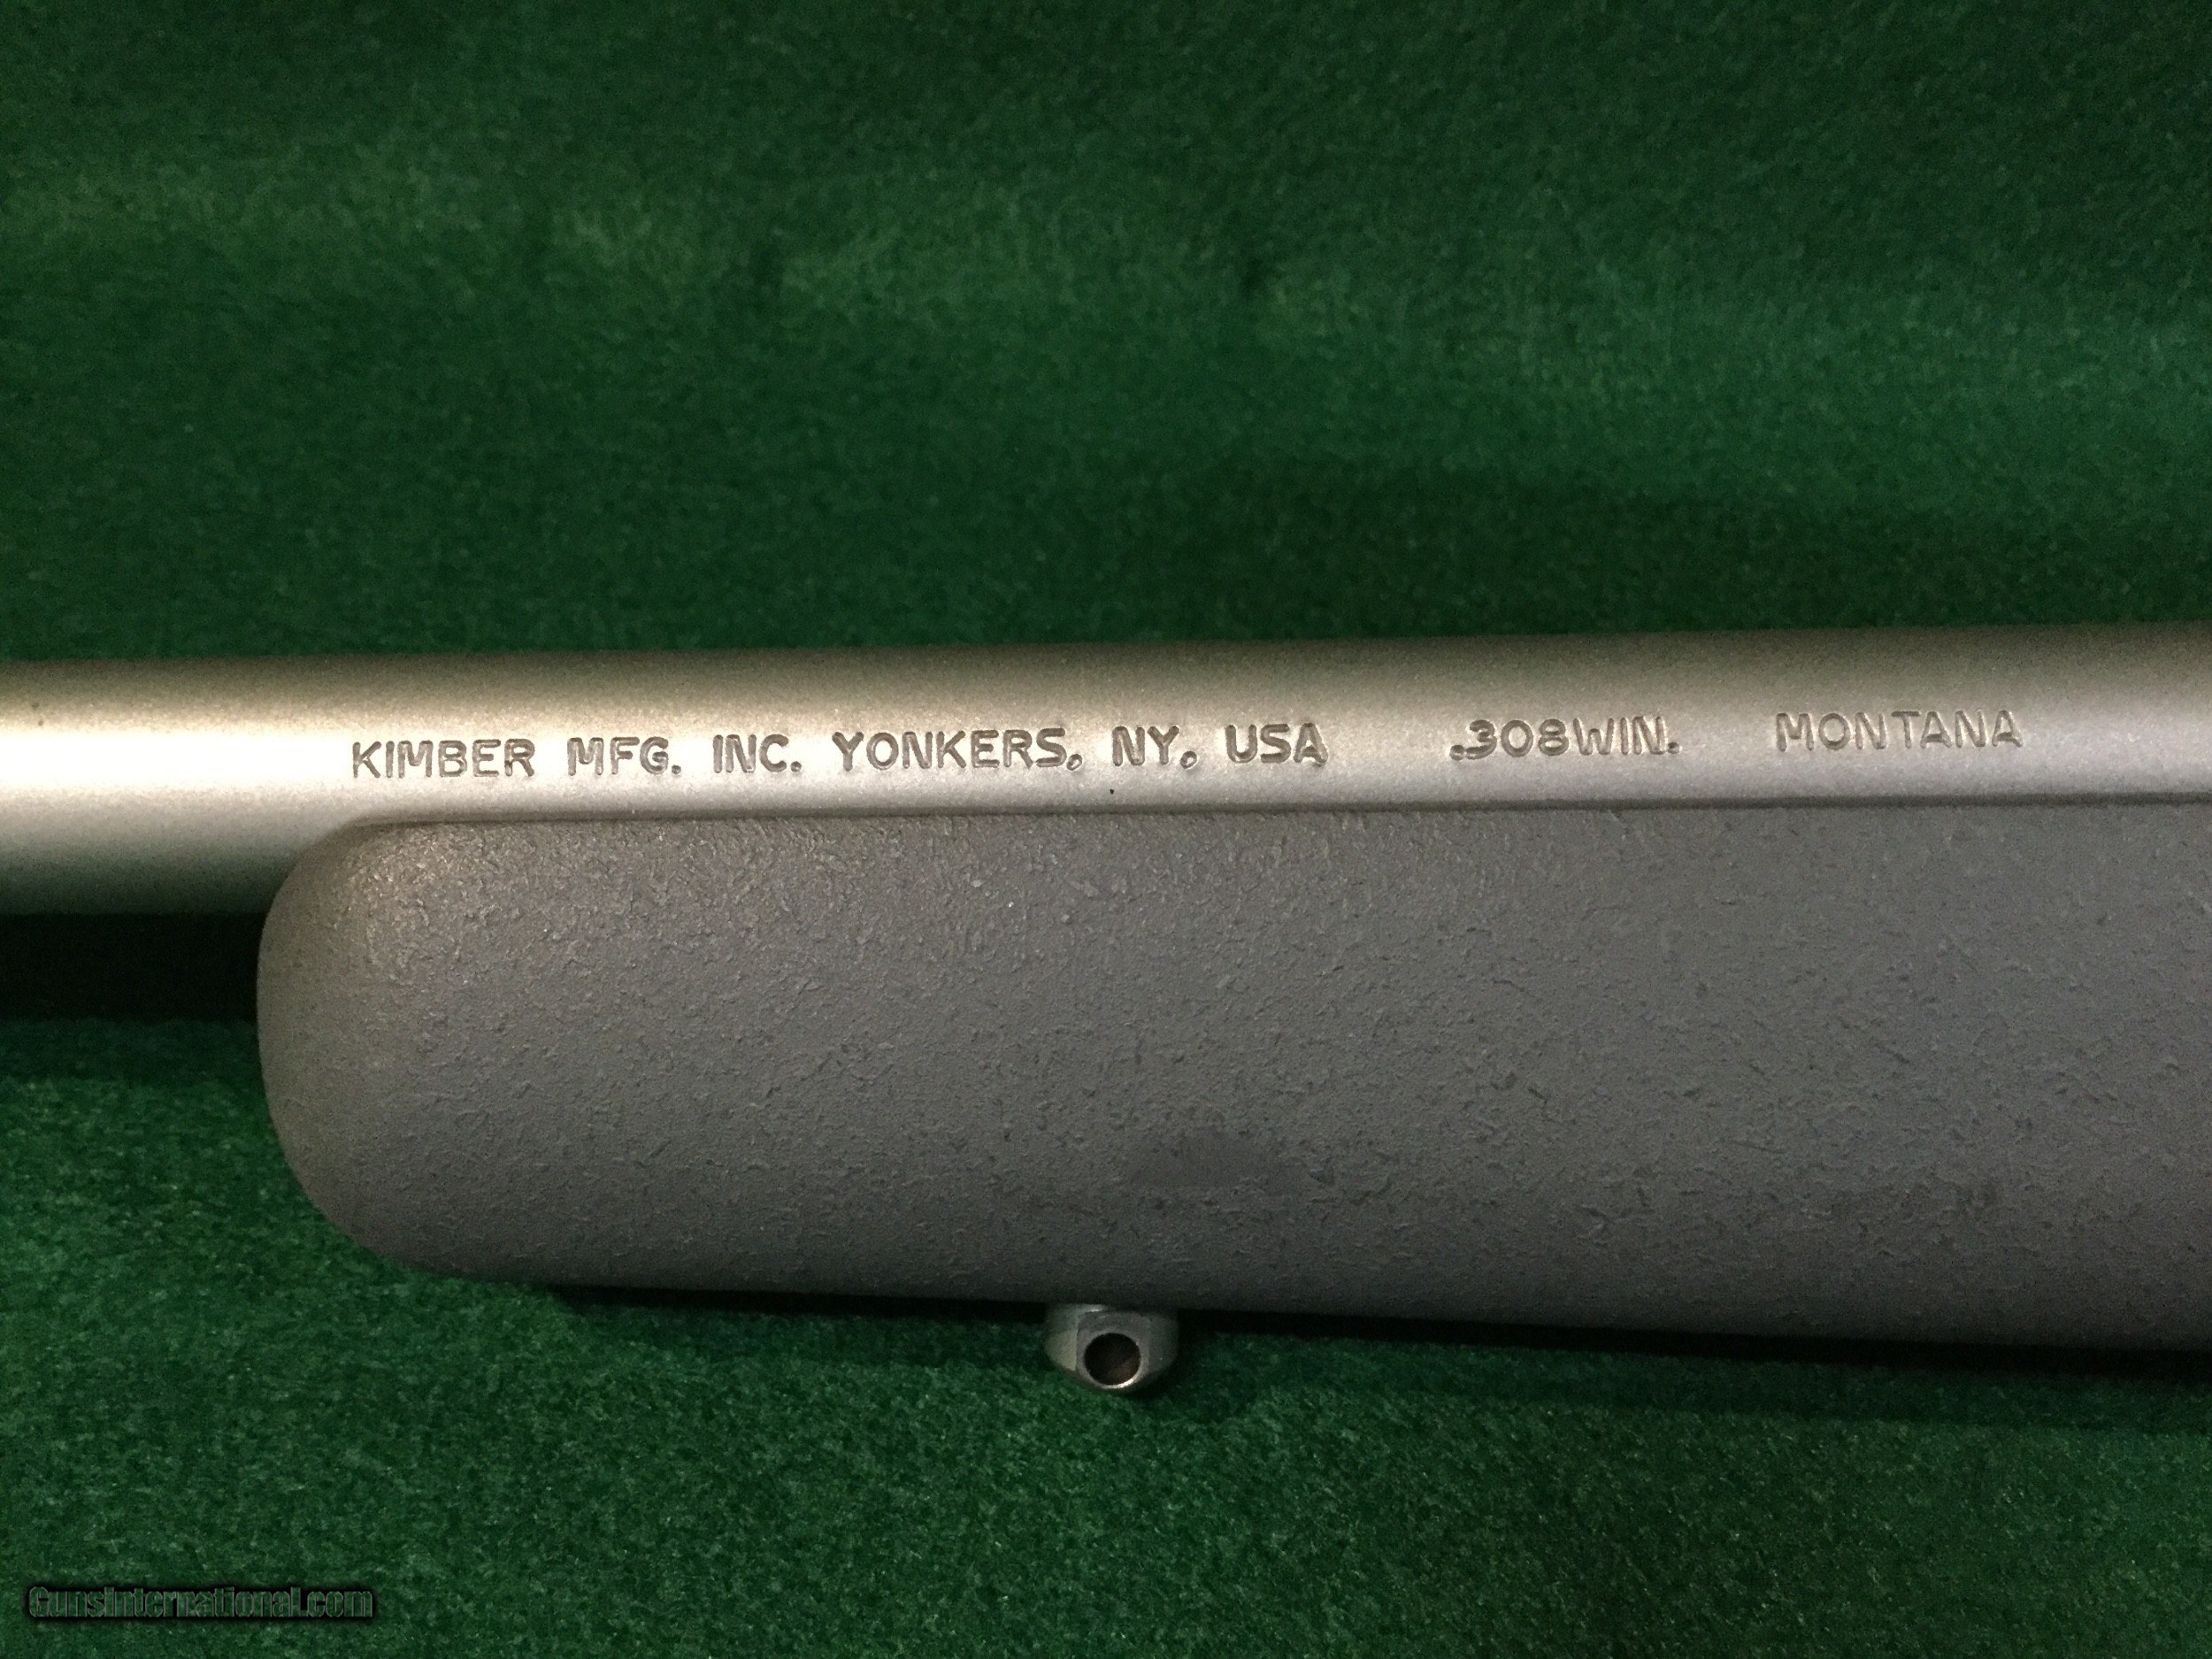 KIMBER MFG. INC. YONKERS, NY, USA .308WIN. MONTANA
GunsInternational.com